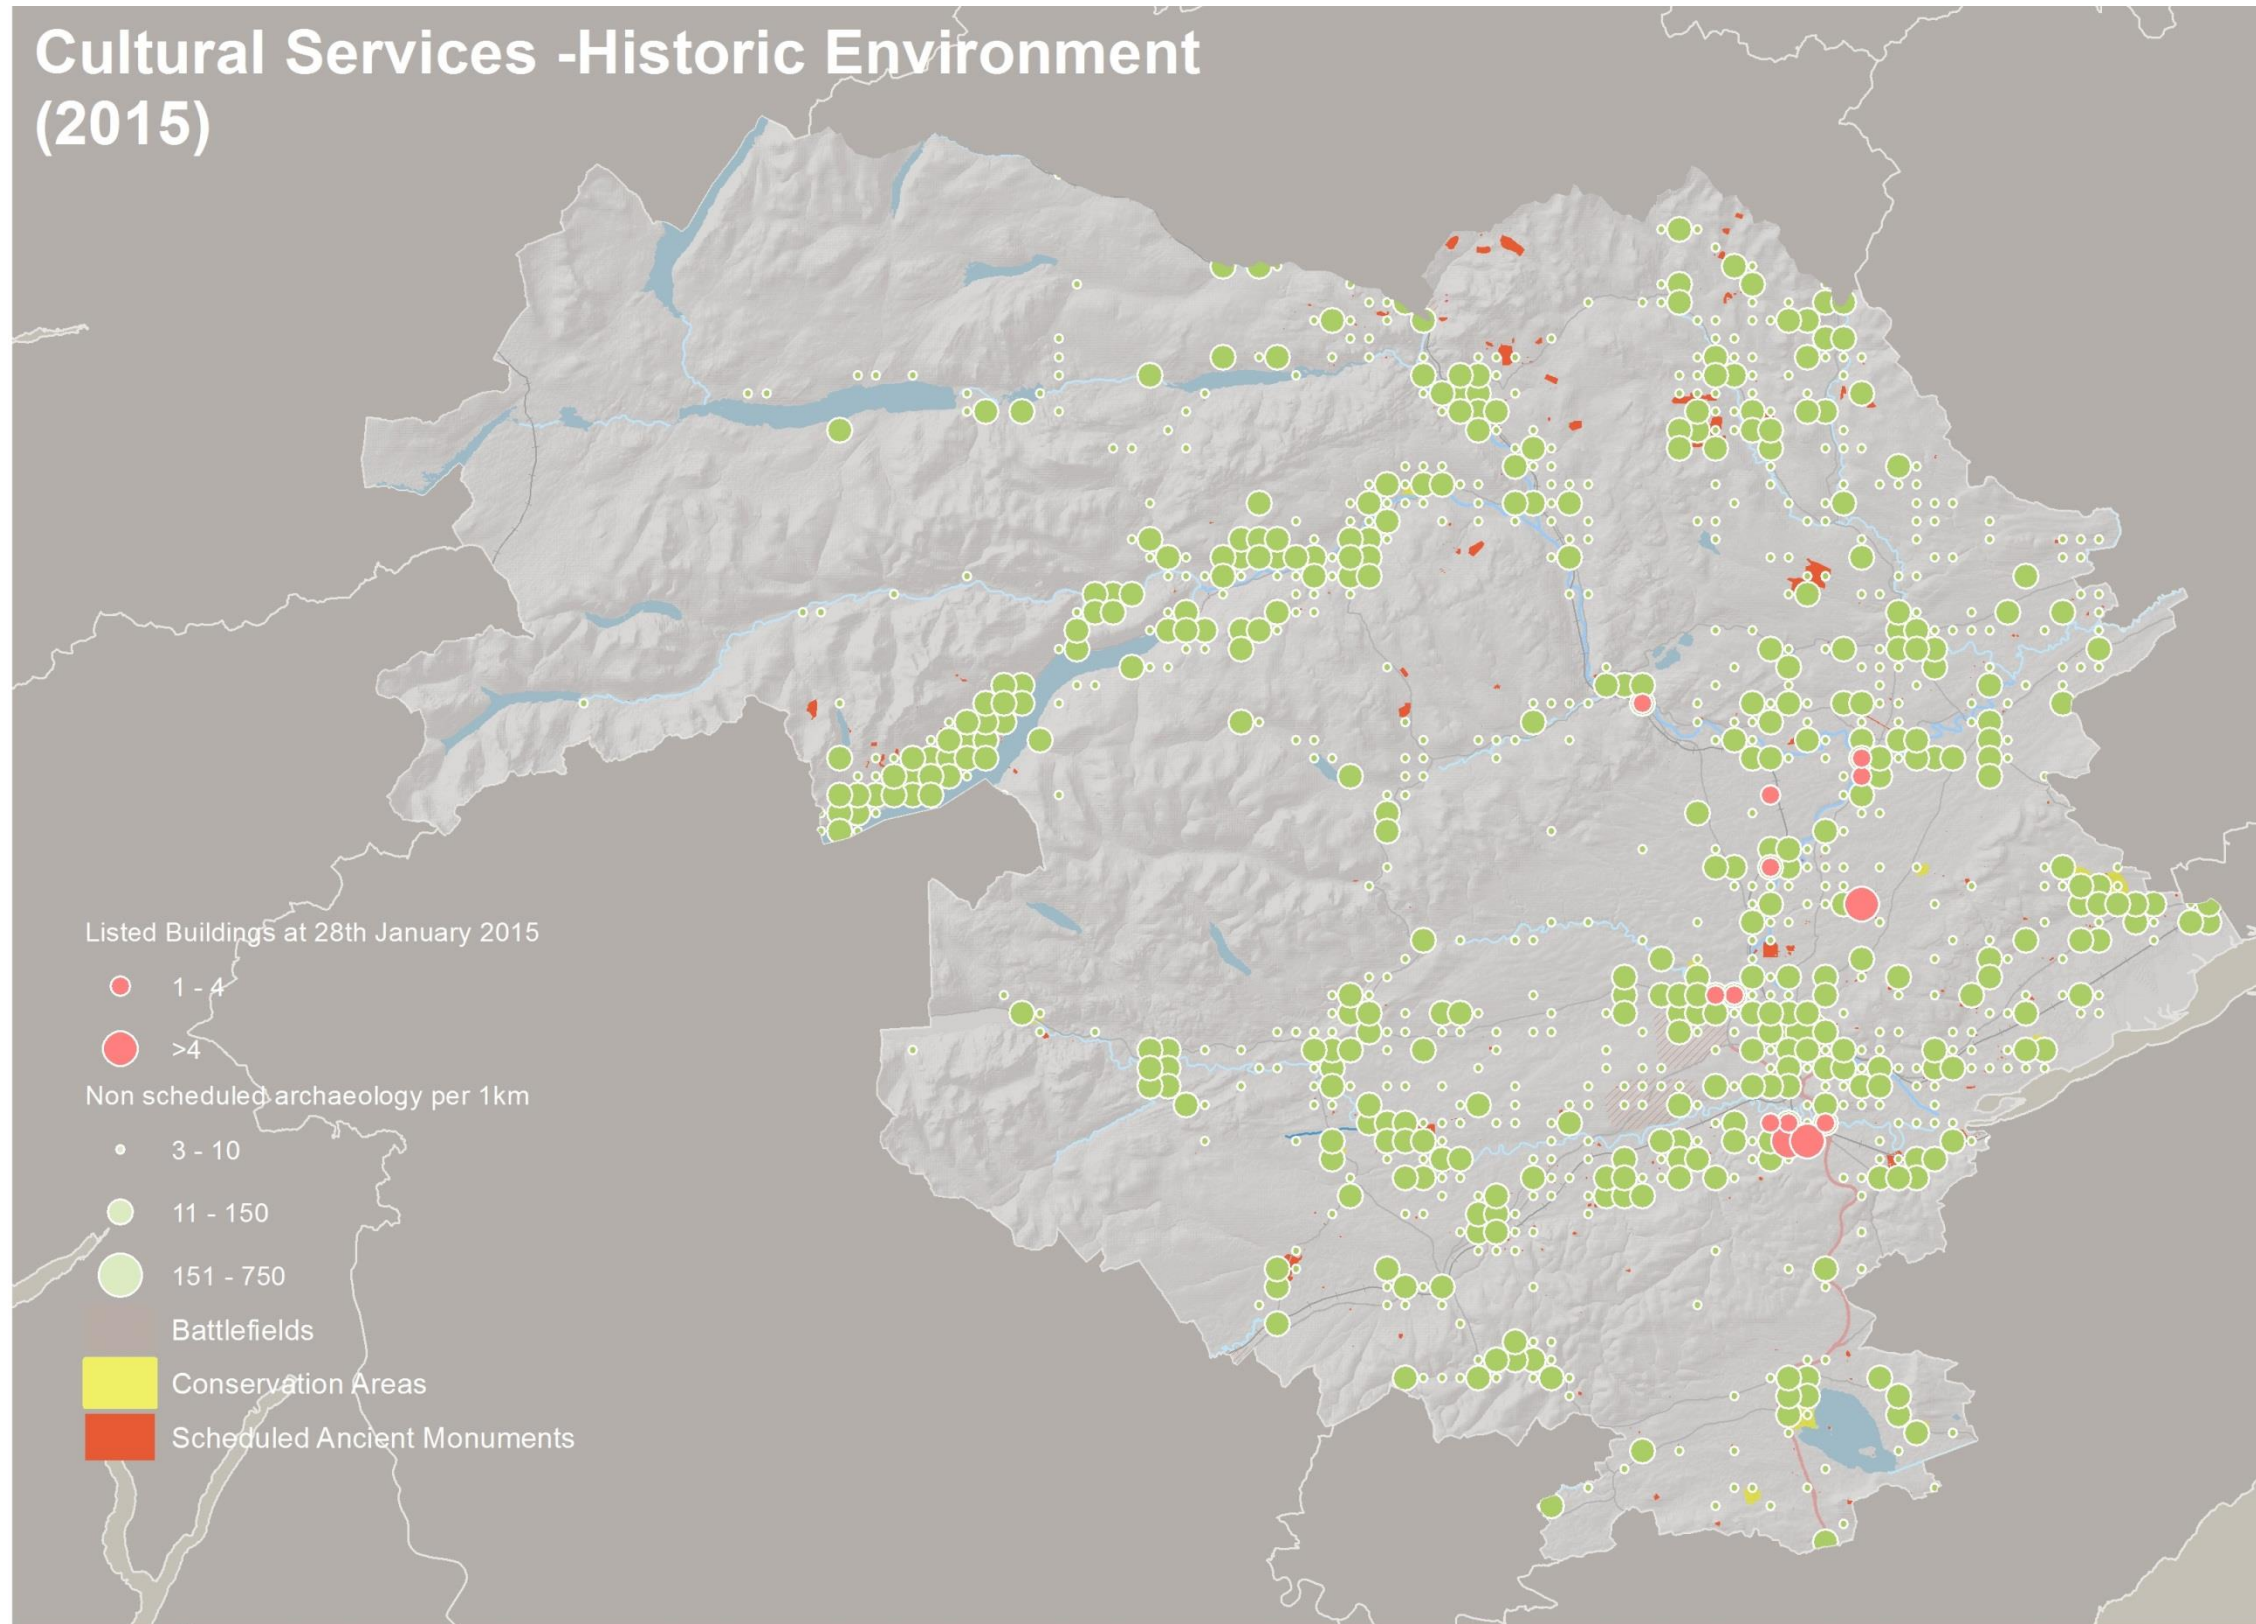 Cultural Services -Historic Environment
(2015)
Listed Buildings at 28th January 2015
1 - 4
>4
Non scheduled archaeology per 1km
3 - 10
11 - 150
151 - 750
Battlefields
Conservation Areas
Scheduled Ancient Monuments